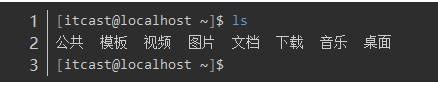 1 [itcast@localhost ~]$ ls
2 公共 模板 视频 图片 文档 下载 音乐 桌面
3 [itcast@localhost ~]$